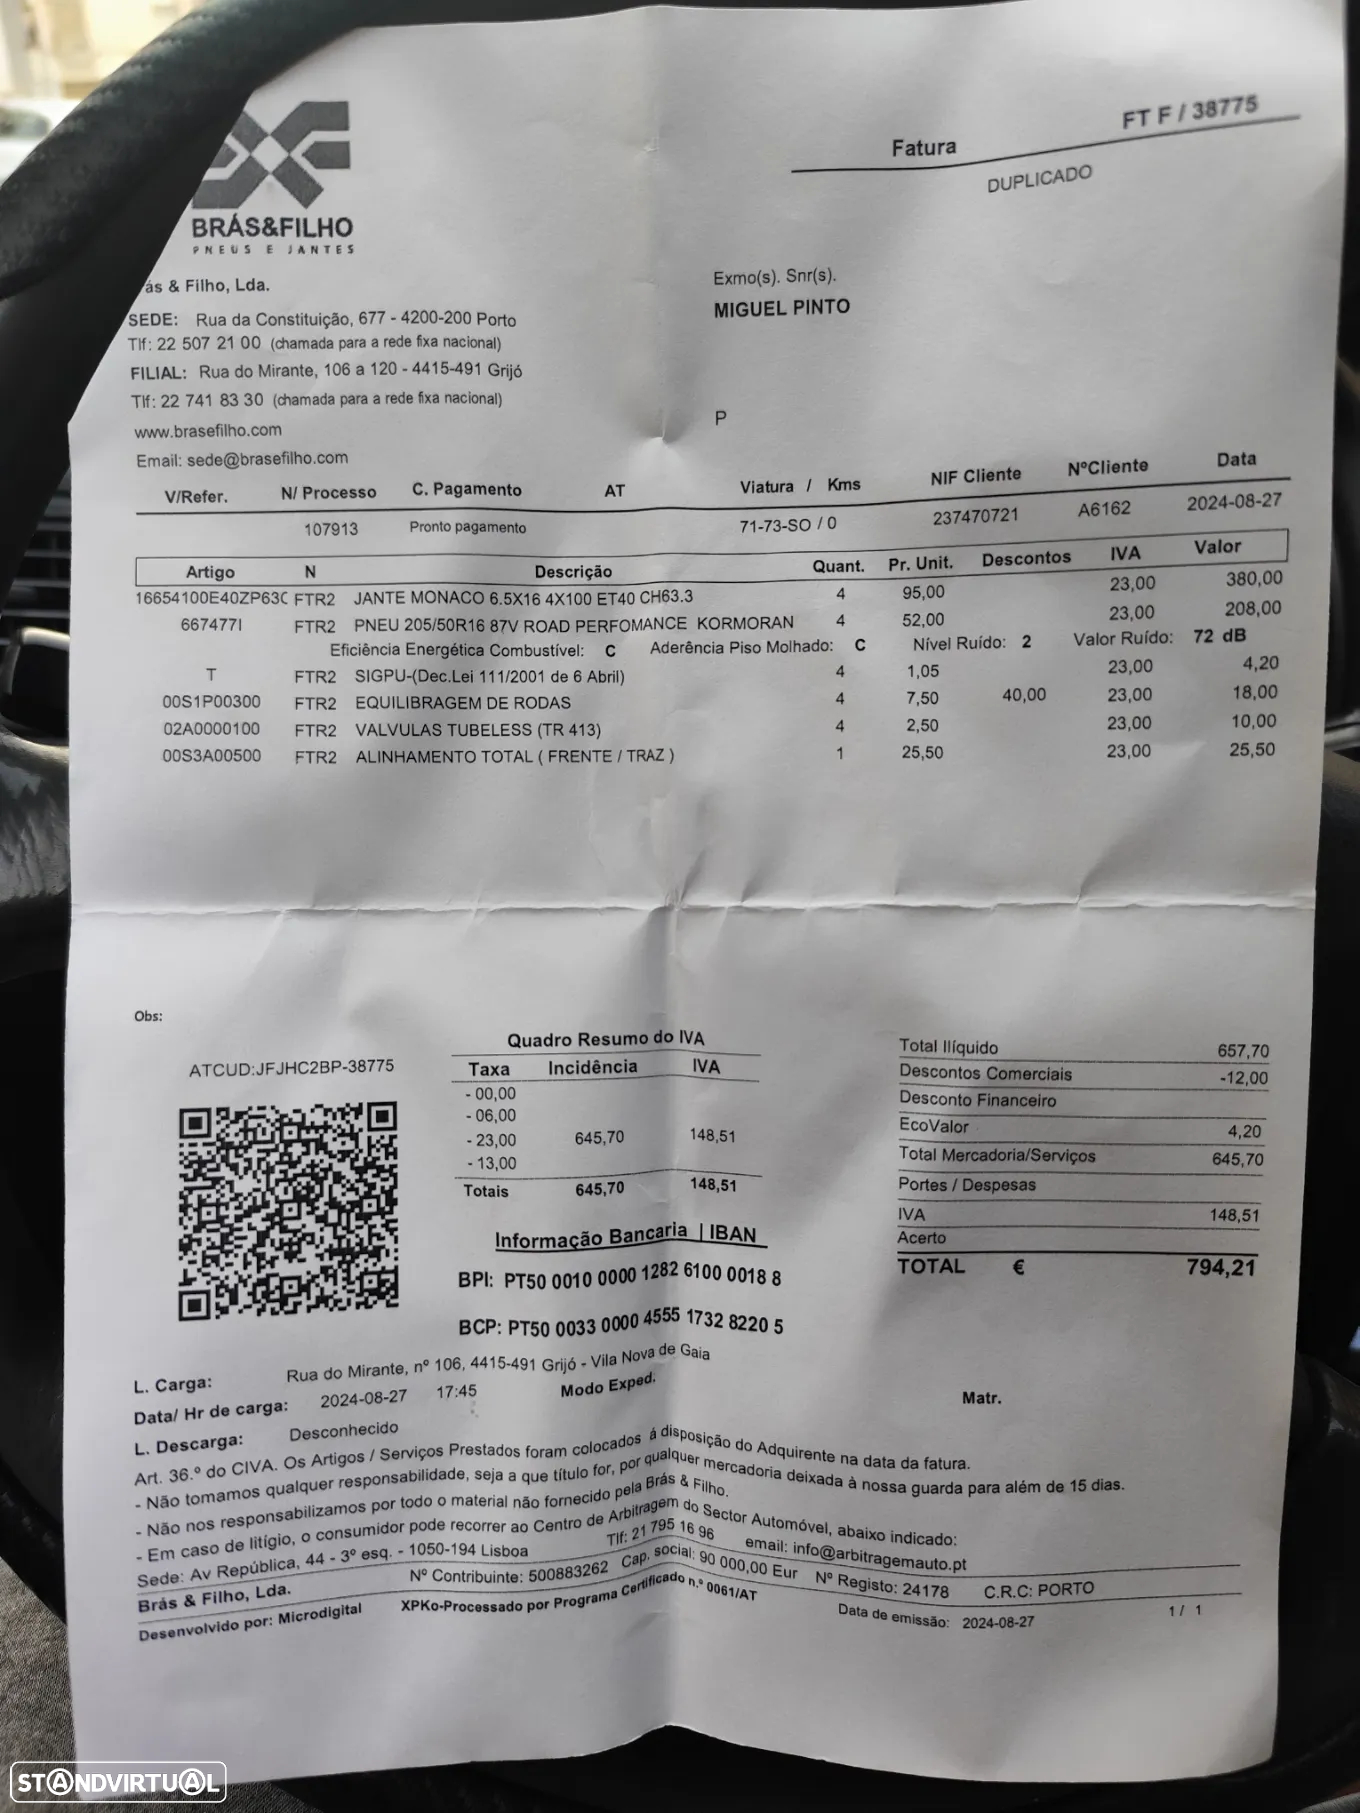 BRÁS&FILHO
PNEUS E JANTES
Fatura
FT F / 38775
DUPLICADO
ás & Filho, Lda.
SEDE: Rua da Constituição, 677 - 4200-200 Porto
Tlf: 22 507 21 00 (chamada para a rede fixa nacional)
FILIAL: Rua do Mirante, 106 a 120 - 4415-491 Grijó
Tlf: 22 741 83 30 (chamada para a rede fixa nacional)
www.brasefilho.com
Email: sede@brasefilho.com
Exmo(s). Snr(s).
MIGUEL PINTO
P
V/Refer. N/ Processo C. Pagamento AT Viatura / Kms NIF Cliente NºCliente Data
107913 Pronto pagamento 71-73-SO / 0 237470721 A6162 2024-08-27
Artigo N Descrição Quant. Pr. Unit. Descontos IVA Valor
16654100E40ZP63C FTR2 JANTE MONACO 6.5X16 4X100 ET40 CH63.3 4 95,00 23,00 380,00
667477I FTR2 PNEU 205/50R16 87V ROAD PERFOMANCE KORMORAN 4 52,00 23,00 208,00
Eficiência Energética Combustível: C Aderência Piso Molhado: C Nível Ruído: 2 Valor Ruído: 72 dB
T FTR2 SIGPU-(Dec.Lei 111/2001 de 6 Abril) 4 1,05 23,00 4,20
00S1P00300 FTR2 EQUILIBRAGEM DE RODAS 4 7,50 40,00 23,00 18,00
02A0000100 FTR2 VALVULAS TUBELESS (TR 413) 4 2,50 23,00 10,00
00S3A00500 FTR2 ALINHAMENTO TOTAL ( FRENTE / TRAZ ) 1 25,50 23,00 25,50
Obs:
ATCUD:JFJHC2BP-38775
Quadro Resumo do IVA
Taxa Incidência IVA
- 00,00
- 06,00
- 23,00 645,70 148,51
- 13,00
Totais 645,70 148,51
Informação Bancaria | IBAN
BPI: PT50 0010 0000 1282 6100 0018 8
BCP: PT50 0033 0000 4555 1732 8220 5
Total Ilíquido 657,70
Descontos Comerciais -12,00
Desconto Financeiro
EcoValor 4,20
Total Mercadoria/Serviços 645,70
Portes / Despesas
IVA 148,51
Acerto
TOTAL € 794,21
L. Carga: Rua do Mirante, nº 106, 4415-491 Grijó - Vila Nova de Gaia
Data/ Hr de carga: 2024-08-27 17:45 Modo Exped. Matr.
L. Descarga: Desconhecido
Art. 36.º do CIVA. Os Artigos / Serviços Prestados foram colocados á disposição do Adquirente na data da fatura.
- Não tomamos qualquer responsabilidade, seja a que título for, por qualquer mercadoria deixada à nossa guarda para além de 15 dias.
- Não nos responsabilizamos por todo o material não fornecido pela Brás & Filho.
- Em caso de litígio, o consumidor pode recorrer ao Centro de Arbitragem do Sector Automóvel, abaixo indicado:
Sede: Av República, 44 - 3º esq. - 1050-194 Lisboa Tlf: 21 795 16 96 email: info@arbitragemauto.pt
Brás & Filho, Lda. Nº Contribuinte: 500883262 Cap. social: 90 000,00 Eur Nº Registo: 24178 C.R.C: PORTO
Desenvolvido por: Microdigital XPKo-Processado por Programa Certificado n.º 0061/AT Data de emissão: 2024-08-27 1 / 1
STANDVIRTUAL